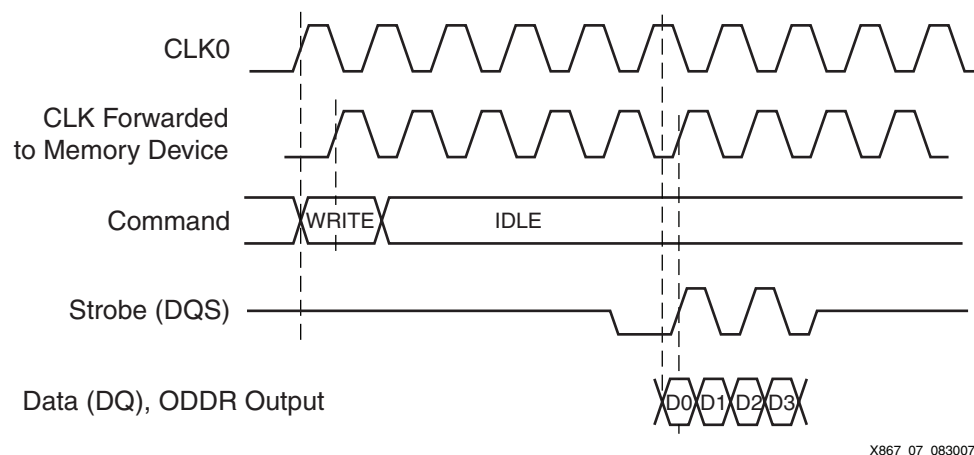 CLK0
CLK Forwarded
to Memory Device
Command
WRITE
IDLE
Strobe (DQS)
Data (DQ), ODDR Output
D0
D1
D2
D3
X867_07_083007